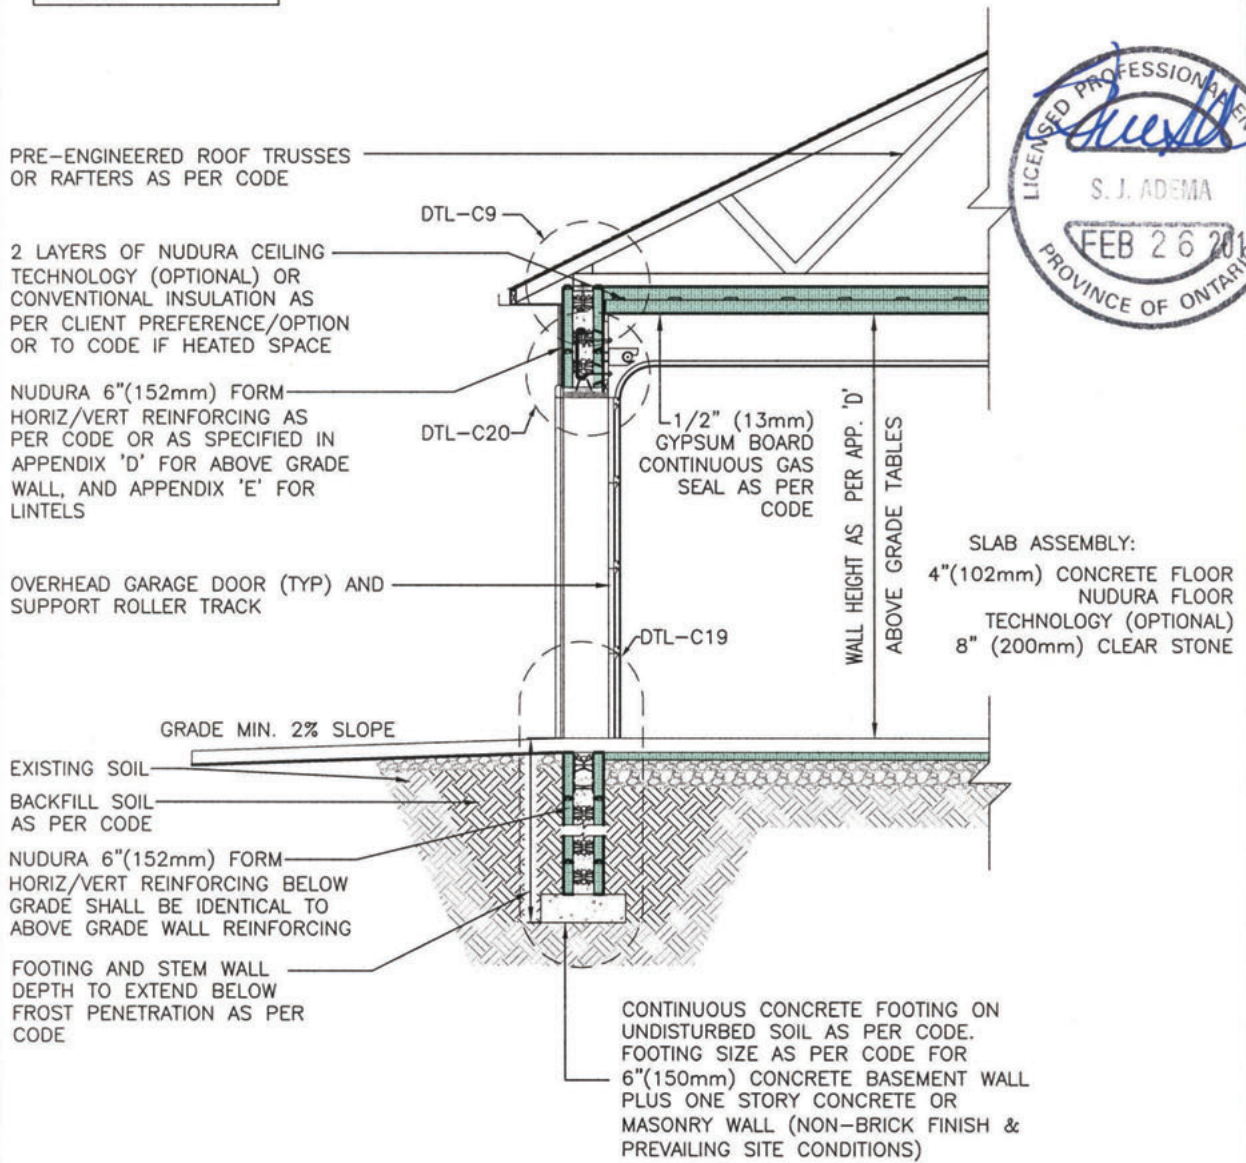 PRE-ENGINEERED ROOF TRUSSES
OR RAFTERS AS PER CODE
DTL-C9
2 LAYERS OF NUDURA CEILING
TECHNOLOGY (OPTIONAL) OR
CONVENTIONAL INSULATION AS
PER CLIENT PREFERENCE/OPTION
OR TO CODE IF HEATED SPACE
NUDURA 6"(152mm) FORM
HORIZ/VERT REINFORCING AS
PER CODE OR AS SPECIFIED IN
APPENDIX 'D' FOR ABOVE GRADE
WALL, AND APPENDIX 'E' FOR
LINTELS
DTL-C20
1/2" (13mm)
GYPSUM BOARD
CONTINUOUS GAS
SEAL AS PER
CODE
WALL HEIGHT AS PER APP. 'D'
ABOVE GRADE TABLES
OVERHEAD GARAGE DOOR (TYP) AND
SUPPORT ROLLER TRACK
DTL-C19
SLAB ASSEMBLY:
4"(102mm) CONCRETE FLOOR
NUDURA FLOOR
TECHNOLOGY (OPTIONAL)
8" (200mm) CLEAR STONE
GRADE MIN. 2% SLOPE
EXISTING SOIL
BACKFILL SOIL
AS PER CODE
NUDURA 6"(152mm) FORM
HORIZ/VERT REINFORCING BELOW
GRADE SHALL BE IDENTICAL TO
ABOVE GRADE WALL REINFORCING
FOOTING AND STEM WALL
DEPTH TO EXTEND BELOW
FROST PENETRATION AS PER
CODE
CONTINUOUS CONCRETE FOOTING ON
UNDISTURBED SOIL AS PER CODE.
FOOTING SIZE AS PER CODE FOR
6"(150mm) CONCRETE BASEMENT WALL
PLUS ONE STORY CONCRETE OR
MASONRY WALL (NON-BRICK FINISH &
PREVAILING SITE CONDITIONS)
LICENSED PROFESSIONAL
S. J. ADEMA
FEB 26 201
PROVINCE OF ONTARIO